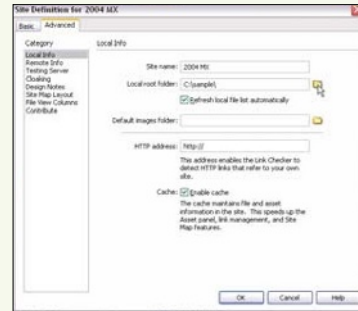 Site Definition for 2004 MX
Basic Advanced
Category
Local Info
Remote Info
Testing Server
Cloaking
Design Notes
Site Map Layout
File View Columns
Contribute
Local Info
Site name: 2004 MX
Local root folder: C:\sample\
Refresh local file list automatically
Default images folder:
HTTP address: http://
This address enables the Link Checker to
detect HTTP links that refer to your own
site.
Cache: Enable cache
The cache maintains file and asset
information in the site. This speeds up the
Asset panel, link management, and Site
Map features.
OK Cancel Help